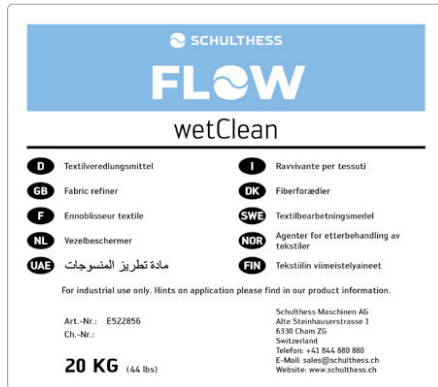 SCHULTHESS
FLOW
wetClean
D Textilveredlungsmittel
GB Fabric refiner
F Ennoblisseur textile
NL Vezelbeschermer
UAE مادة تطريز المنسوجات
I Ravvivante per tessuti
DK Fiberforædler
SWE Textilbearbetningsmedel
NOR Agenter for etterbehandling av
tekstiler
FIN Tekstiilin viimeistelyaineet
For industrial use only. Hints on application please find in our product information.
Art.-Nr.: E522856
Ch.-Nr.:
20 KG (44 lbs)
Schulthess Maschinen AG
Alte Steinhauserstrasse 1
6330 Cham ZG
Switzerland
Telefon: +41 844 880 880
E-Mail: sales@schulthess.ch
Website: www.schulthess.ch